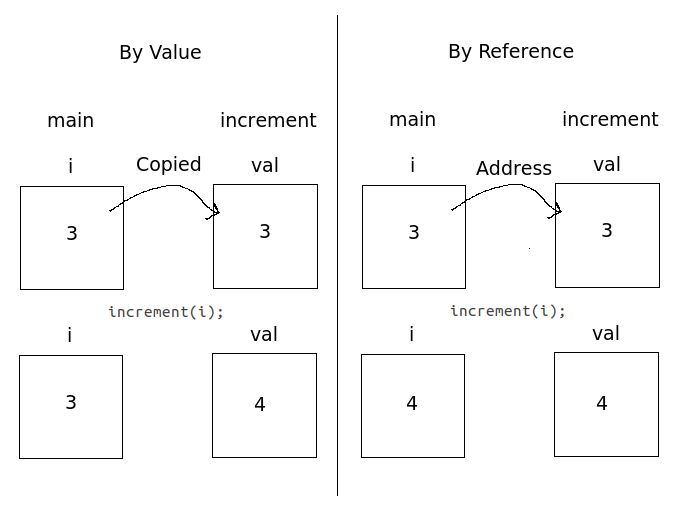 By Value
main increment
i Copied val
3 3
increment(i);
i val
3 4
By Reference
main increment
i Address val
3 3
increment(i);
i val
4 4